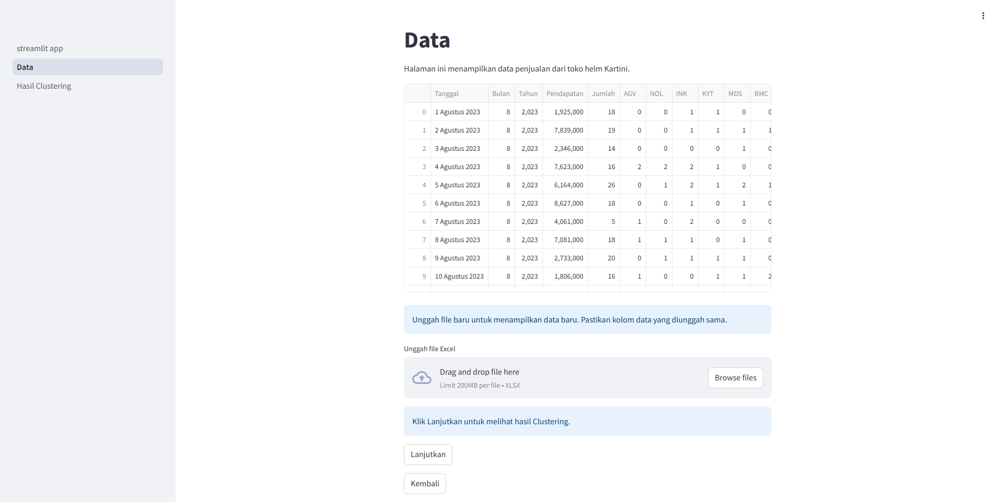 streamlit app
Data
Hasil Clustering
Data
Halaman ini menampilkan data penjualan dari toko helm Kartini.
Tanggal Bulan Tahun Pendapatan Jumlah AGV NOL INK KYT MDS BMC
0 1 Agustus 2023 8 2,023 1,925,000 18 0 0 1 1 0 0
1 2 Agustus 2023 8 2,023 7,839,000 19 0 0 1 1 1 1
2 3 Agustus 2023 8 2,023 2,346,000 14 0 0 0 0 1 0
3 4 Agustus 2023 8 2,023 7,623,000 16 2 2 2 1 0 0
4 5 Agustus 2023 8 2,023 6,164,000 26 0 1 2 1 2 1
5 6 Agustus 2023 8 2,023 8,627,000 18 0 0 1 0 1 0
6 7 Agustus 2023 8 2,023 4,061,000 5 1 0 2 0 0 0
7 8 Agustus 2023 8 2,023 7,081,000 18 1 1 1 0 1 0
8 9 Agustus 2023 8 2,023 2,733,000 20 0 1 1 1 1 0
9 10 Agustus 2023 8 2,023 1,806,000 16 1 0 0 1 1 2
Unggah file baru untuk menampilkan data baru. Pastikan kolom data yang diunggah sama.
Unggah file Excel
Drag and drop file here
Limit 200MB per file • XLSX
Browse files
Klik Lanjutkan untuk melihat hasil Clustering.
Lanjutkan
Kembali